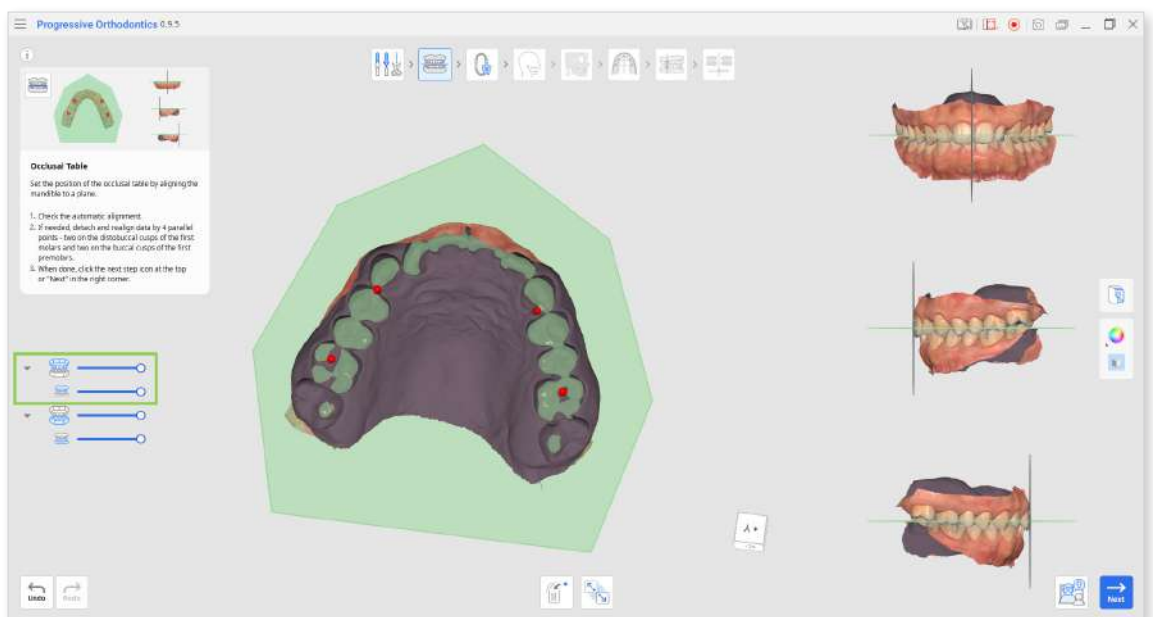 Progressive Orthodontics 0.9.5
Occlusal Table
Set the position of the occlusal table by aligning the
mandible to a plane.
1. Check the automatic alignment.
2. If needed, detach and realign data by 4 parallel
points - two on the distobuccal cusps of the first
molars and two on the buccal cusps of the first
premolars.
3. When done, click the next step icon at the top
or "Next" in the right corner.
Undo
Redo
Next